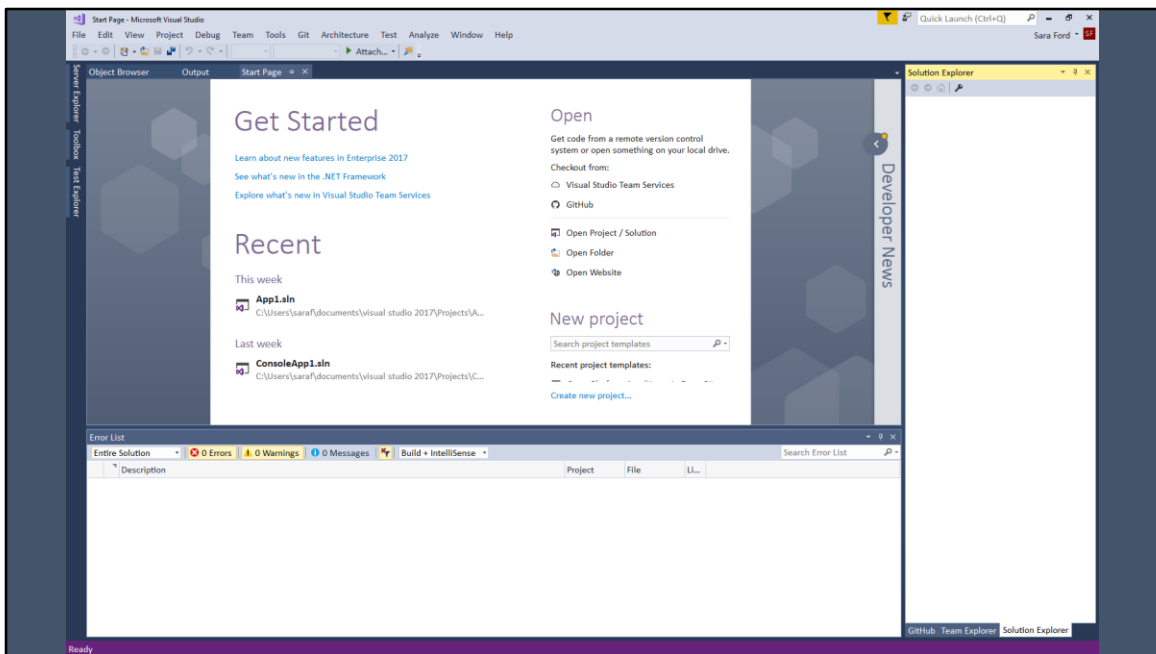 Start Page - Microsoft Visual Studio
Quick Launch (Ctrl+Q)
File Edit View Project Debug Team Tools Git Architecture Test Analyze Window Help
Sara Ford
SF
Attach...
Server Explorer
Toolbox
Test Explorer
Object Browser Output Start Page
Get Started
Learn about new features in Enterprise 2017
See what's new in the .NET Framework
Explore what's new in Visual Studio Team Services
Recent
This week
App1.sln
C:\Users\saraf\documents\visual studio 2017\Projects\A...
Last week
ConsoleApp1.sln
C:\Users\saraf\documents\visual studio 2017\Projects\C...
Open
Get code from a remote version control
system or open something on your local drive.
Checkout from:
Visual Studio Team Services
GitHub
Open Project / Solution
Open Folder
Open Website
New project
Search project templates
Recent project templates:
Create new project...
Developer News
Solution Explorer
Error List
Entire Solution 0 Errors 0 Warnings 0 Messages Build + IntelliSense Search Error List
Description Project File Li...
GitHub Team Explorer Solution Explorer
Ready